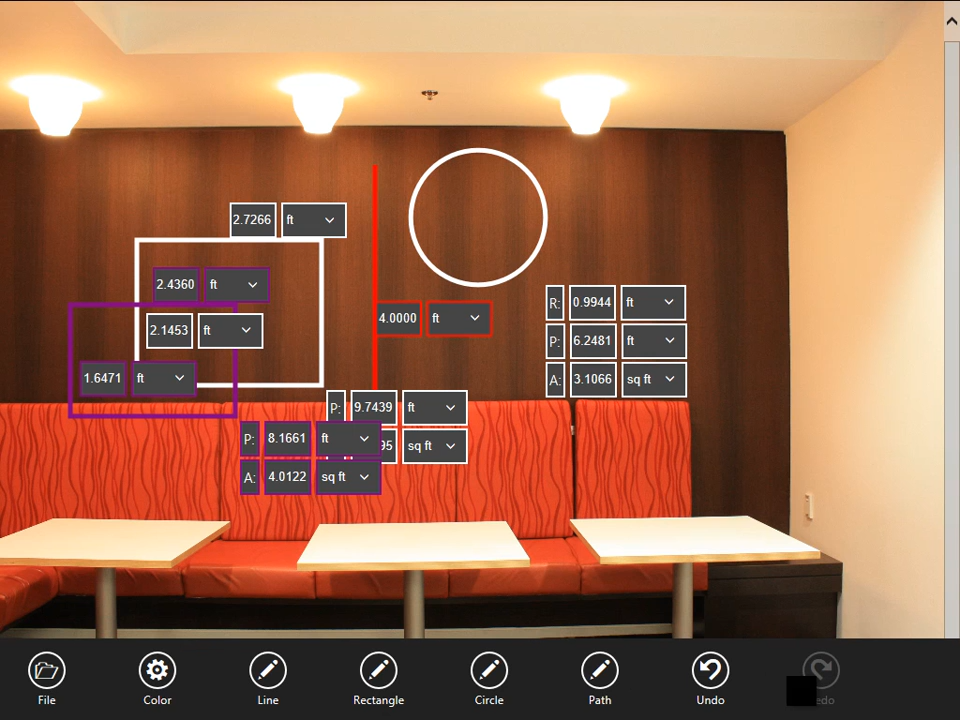 2.7266 ft
2.4360 ft
2.1453 ft
1.6471 ft
4.0000 ft
R: 0.9944 ft
P: 6.2481 ft
A: 3.1066 sq ft
P: 9.7439 ft
95 sq ft
P: 8.1661 ft
A: 4.0122 sq ft
File Color Line Rectangle Circle Path Undo edo